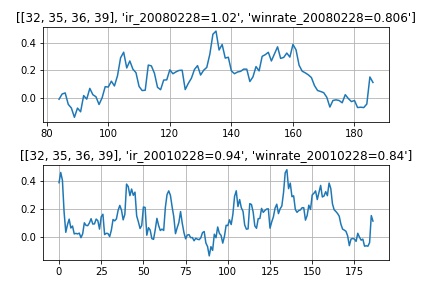 [[32, 35, 36, 39], 'ir_20080228=1.02', 'winrate_20080228=0.806']
0.4
0.2
0.0
80 100 120 140 160 180
[[32, 35, 36, 39], 'ir_20010228=0.94', 'winrate_20010228=0.84']
0.4
0.2
0.0
0 25 50 75 100 125 150 175